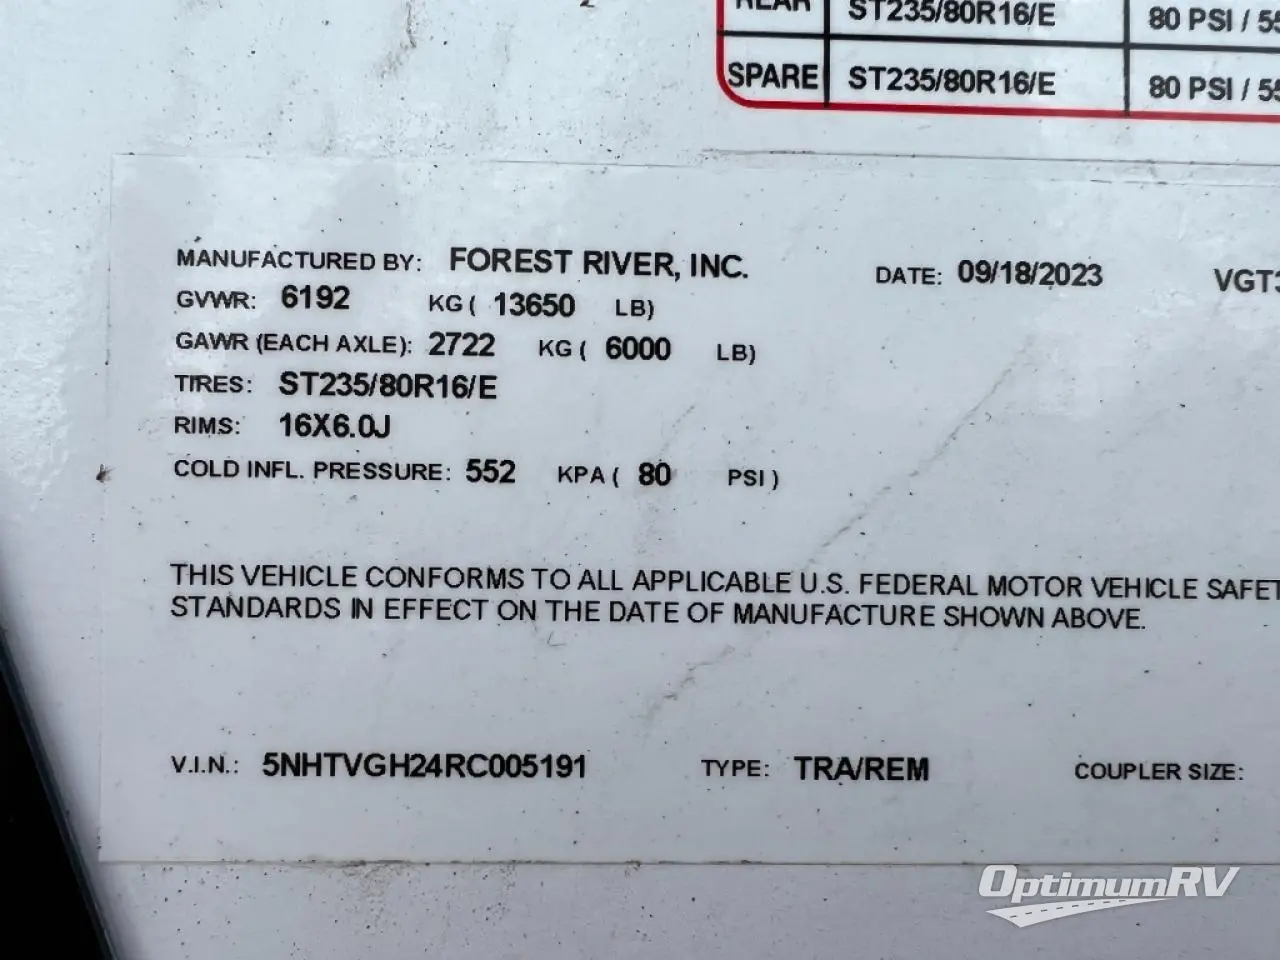 REAR ST235/80R16/E 80 PSI / 55
SPARE ST235/80R16/E 80 PSI / 55
MANUFACTURED BY: FOREST RIVER, INC. DATE: 09/18/2023 VGT3
GVWR: 6192 KG ( 13650 LB)
GAWR (EACH AXLE): 2722 KG ( 6000 LB)
TIRES: ST235/80R16/E
RIMS: 16X6.0J
COLD INFL. PRESSURE: 552 KPA ( 80 PSI )
THIS VEHICLE CONFORMS TO ALL APPLICABLE U.S. FEDERAL MOTOR VEHICLE SAFET
STANDARDS IN EFFECT ON THE DATE OF MANUFACTURE SHOWN ABOVE.
V.I.N.: 5NHTVGH24RC005191 TYPE: TRA/REM COUPLER SIZE:
OptimumRV